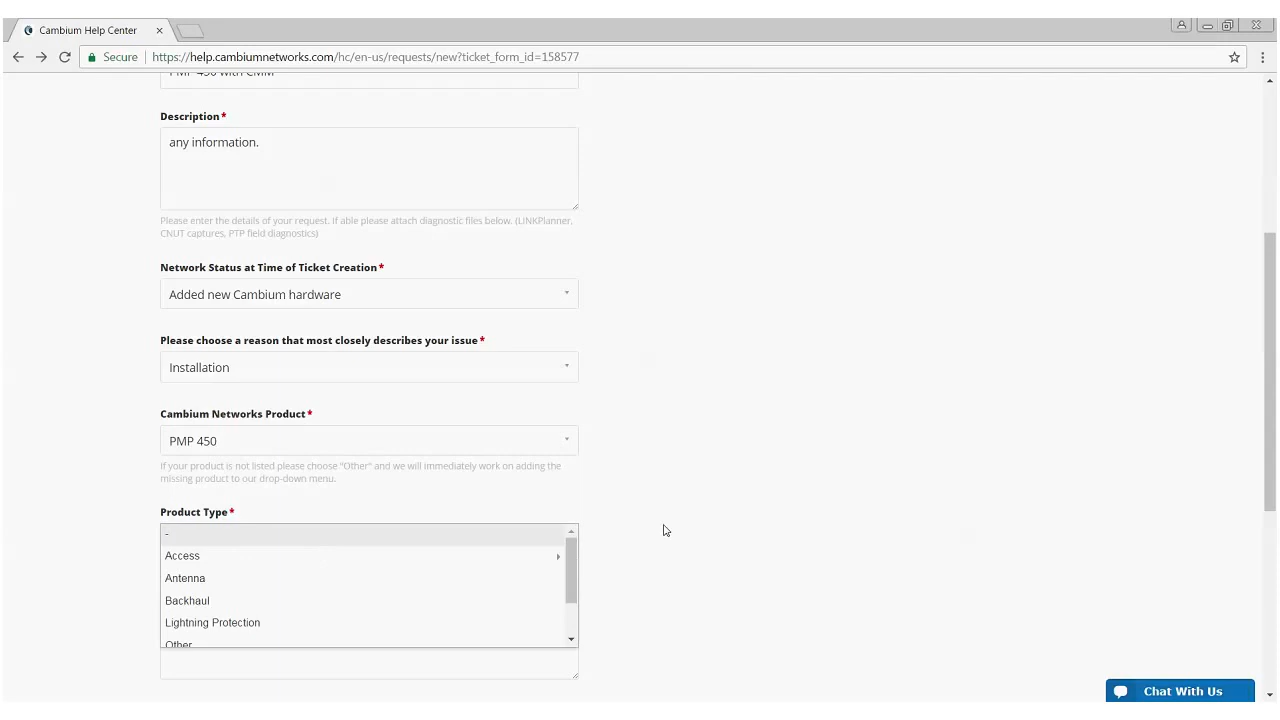 Cambium Help Center
Secure https://help.cambiumnetworks.com/hc/en-us/requests/new?ticket_form_id=158577
PMP 450 with CMM
Description*
any information.
Please enter the details of your request. If able please attach diagnostic files below. (LINKPlanner,
CNUT captures, PTP field diagnostics)
Network Status at Time of Ticket Creation*
Added new Cambium hardware
Please choose a reason that most closely describes your issue*
Installation
Cambium Networks Product*
PMP 450
If your product is not listed please choose "Other" and we will immediately work on adding the
missing product to our drop-down menu.
Product Type*
-
Access
Antenna
Backhaul
Lightning Protection
Other
Chat With Us